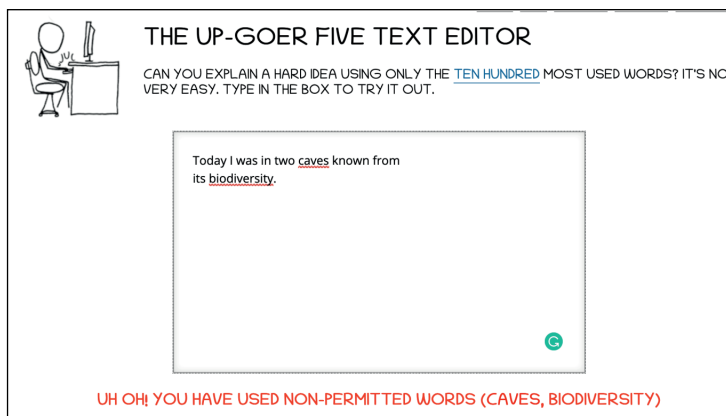 THE UP-GOER FIVE TEXT EDITOR
CAN YOU EXPLAIN A HARD IDEA USING ONLY THE TEN HUNDRED MOST USED WORDS? IT'S NO
VERY EASY. TYPE IN THE BOX TO TRY IT OUT.
Today I was in two caves known from
its biodiversity.
UH OH! YOU HAVE USED NON-PERMITTED WORDS (CAVES, BIODIVERSITY)